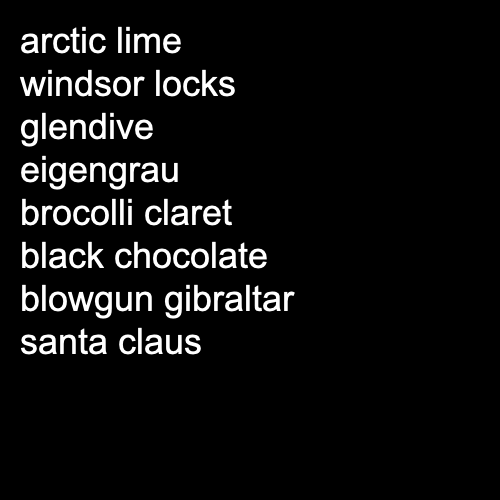 arctic lime
windsor locks
glendive
eigengrau
brocolli claret
black chocolate
blowgun gibraltar
santa claus